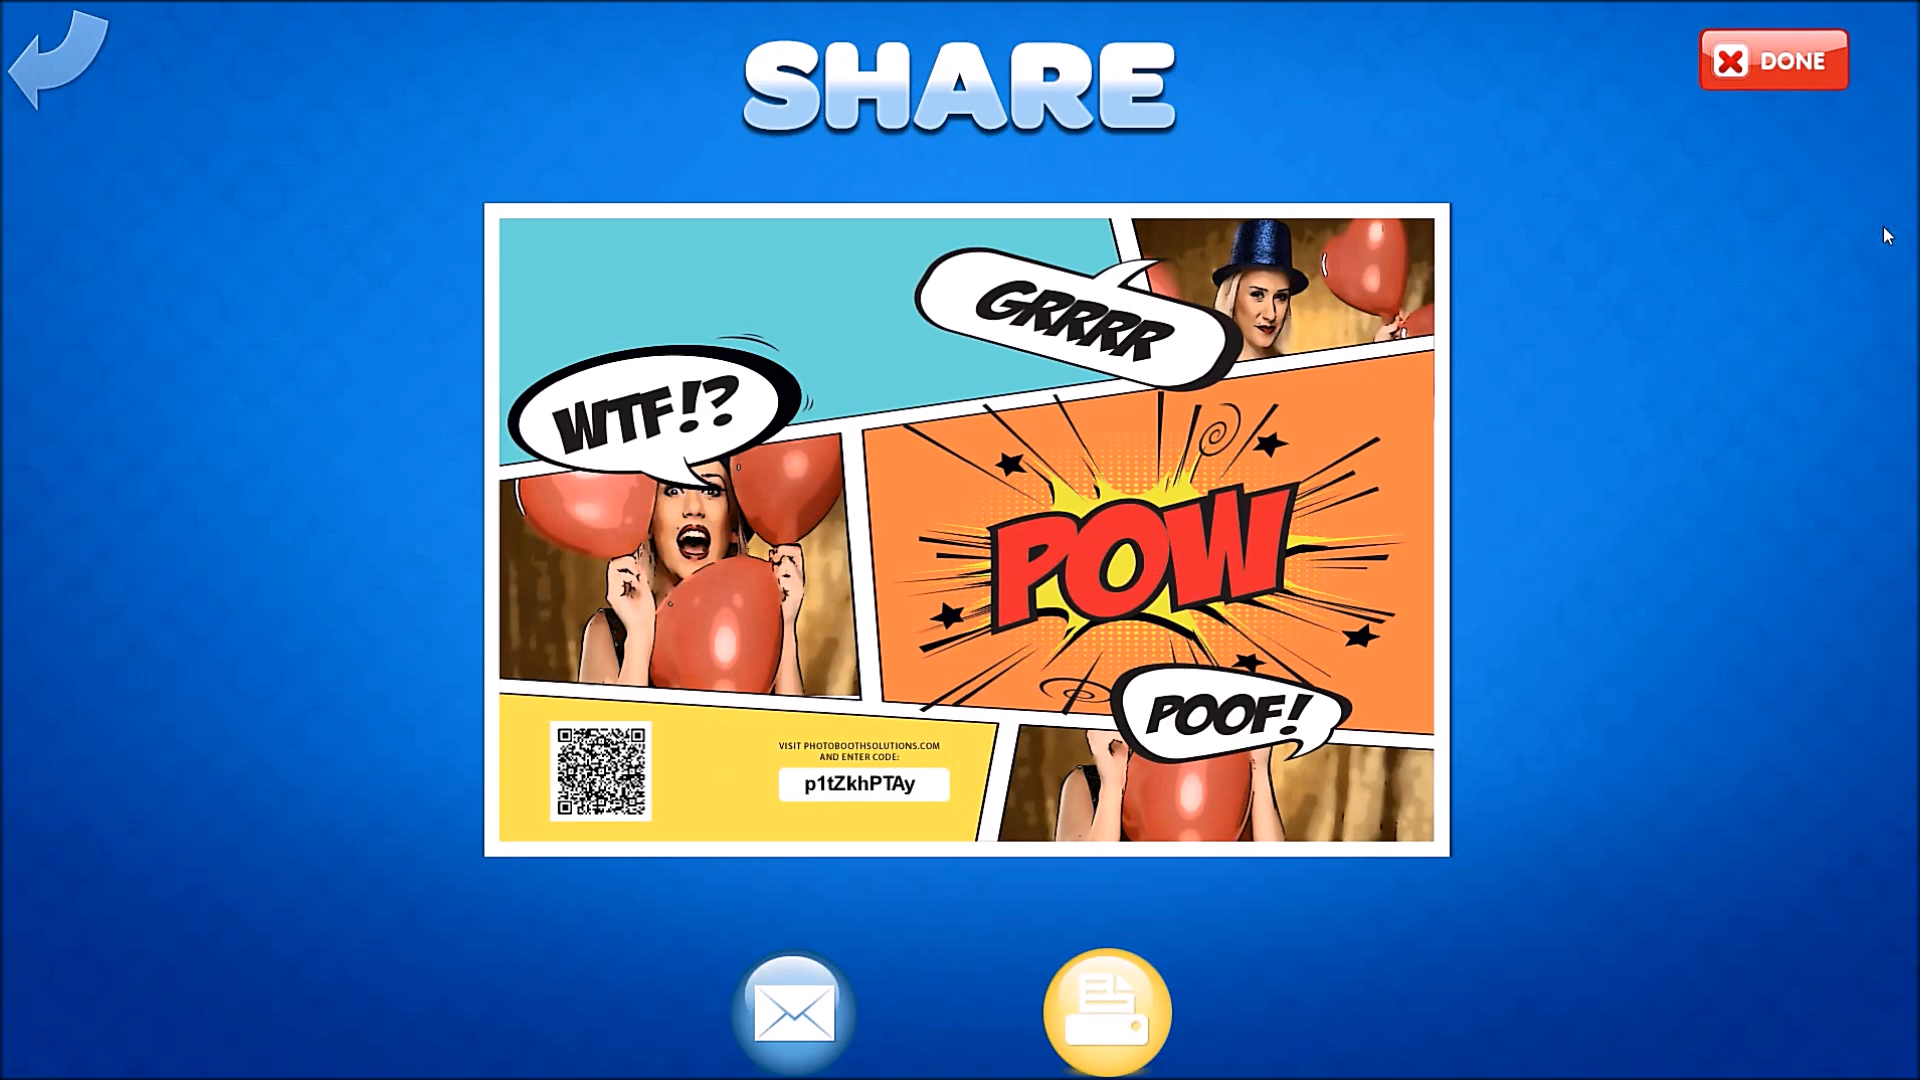 SHARE
DONE
GRRRR
WTF!?
POW
POOF!
VISIT PHOTOBOOTHSOLUTIONS.COM
AND ENTER CODE:
p1tZkhPTAy